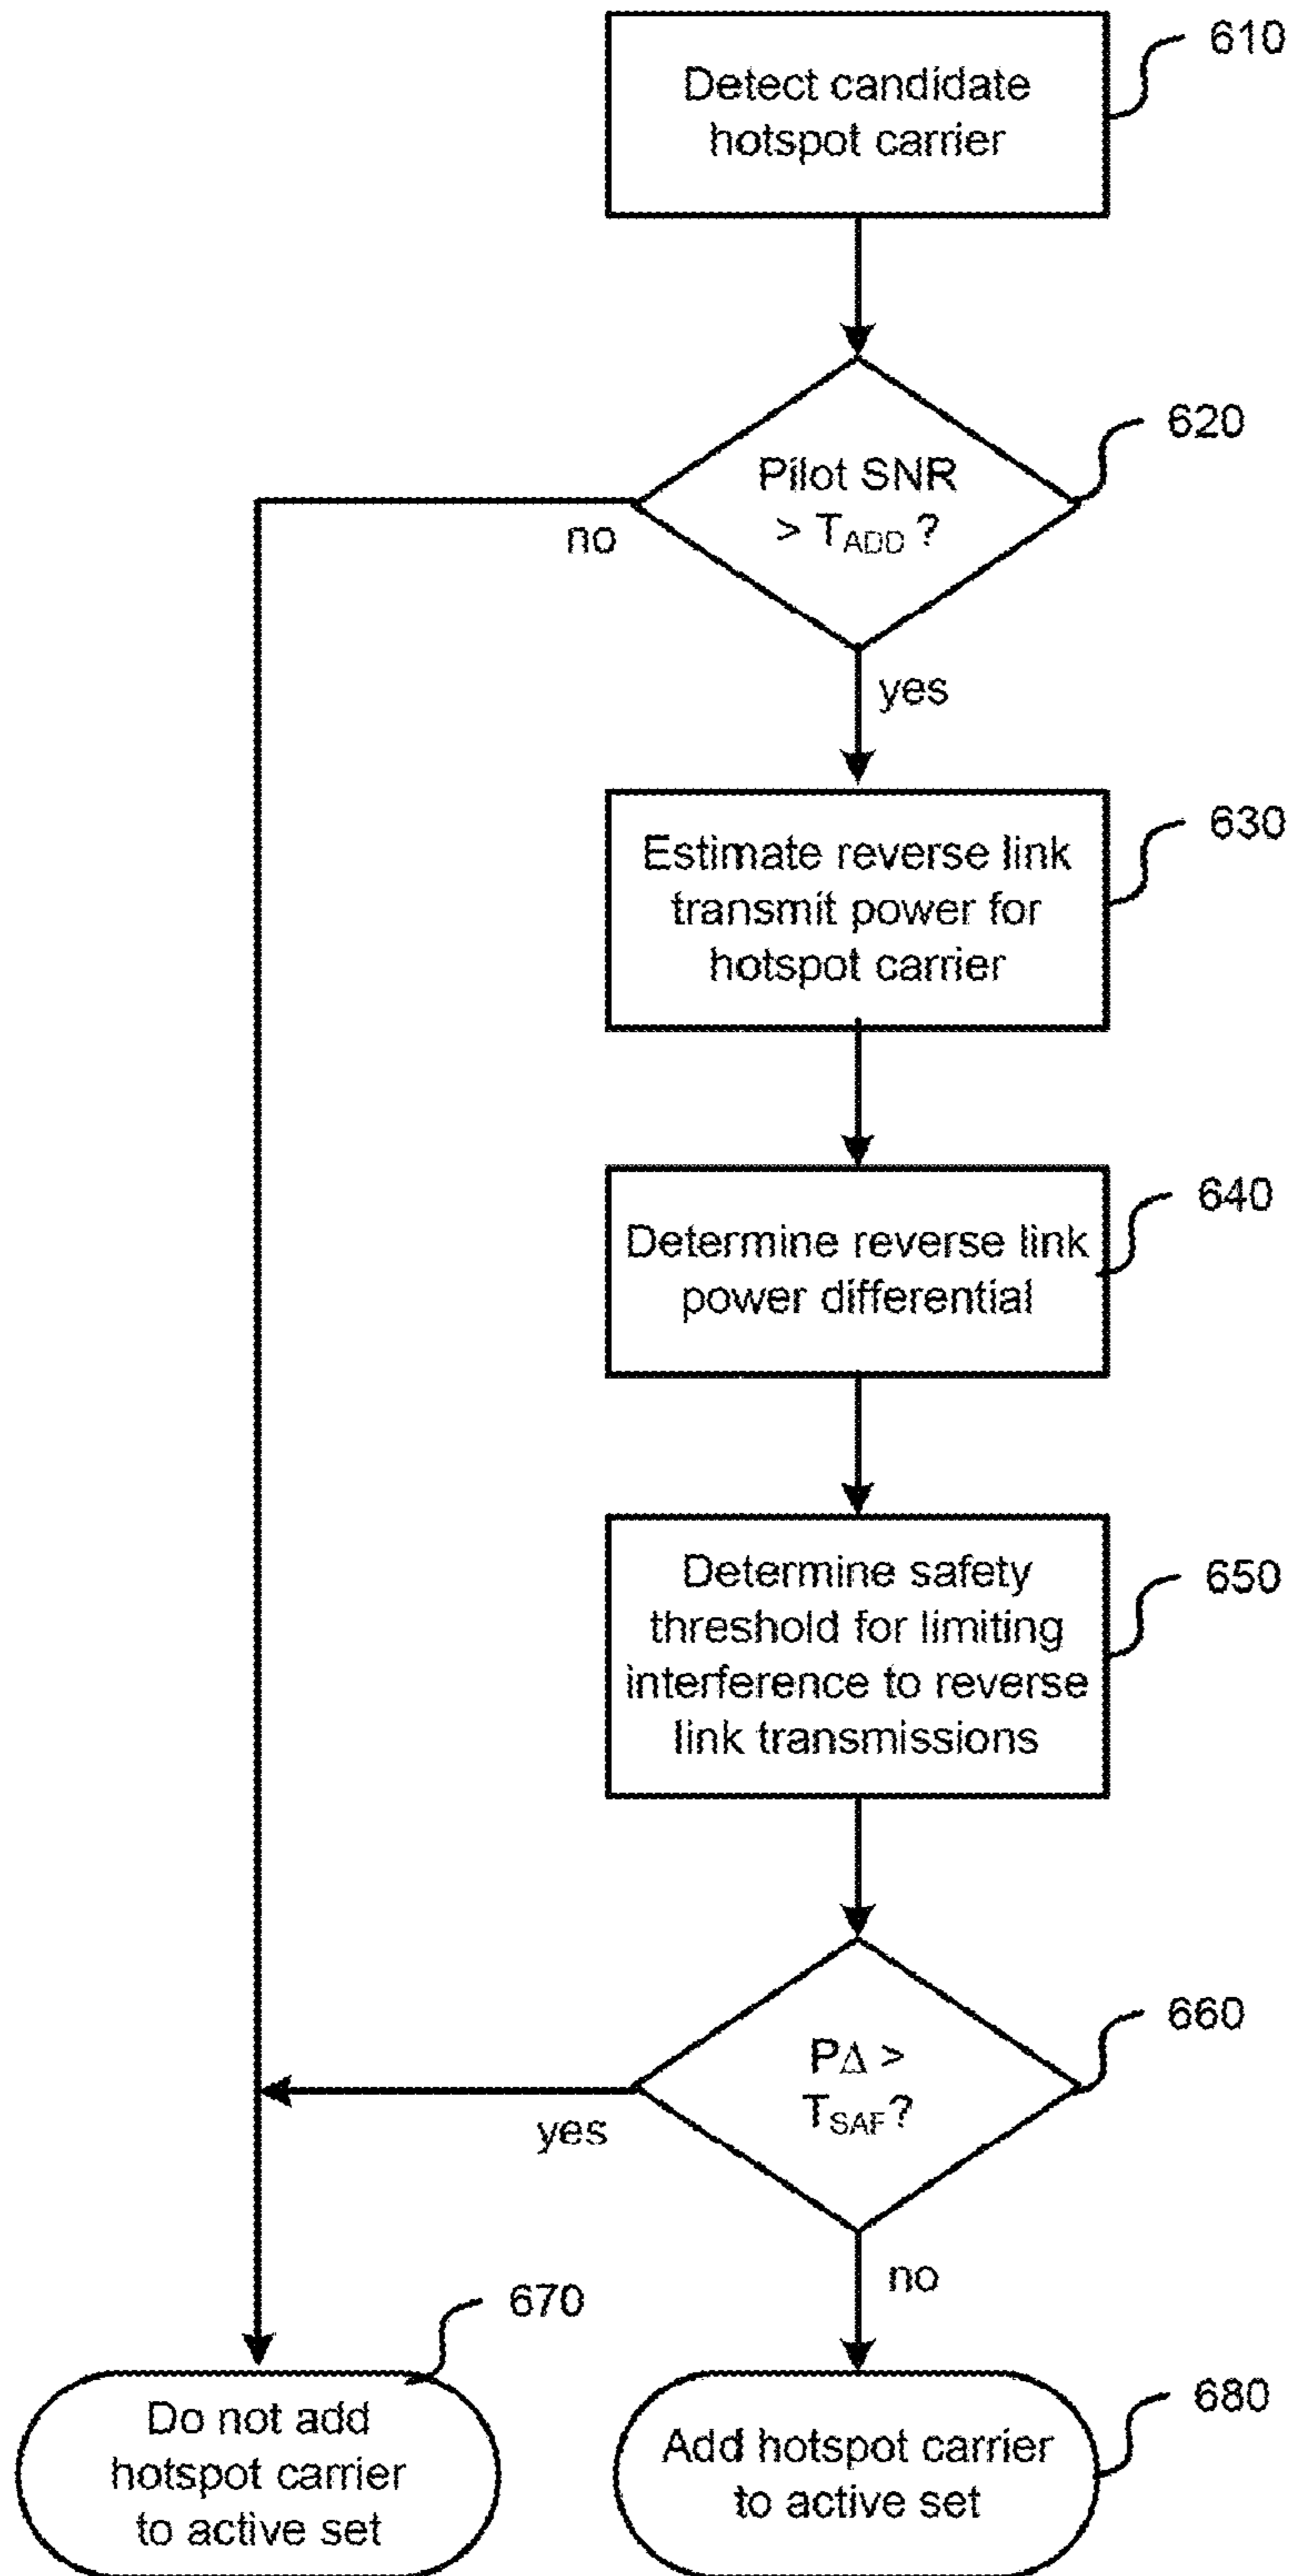 610
Detect candidate
hotspot carrier
620
Pilot SNR
> TADD ?
no
yes
630
Estimate reverse link
transmit power for
hotspot carrier
640
Determine reverse link
power differential
650
Determine safety
threshold for limiting
interference to reverse
link transmissions
660
PΔ >
TSAF?
yes
no
670
Do not add
hotspot carrier
to active set
680
Add hotspot carrier
to active set